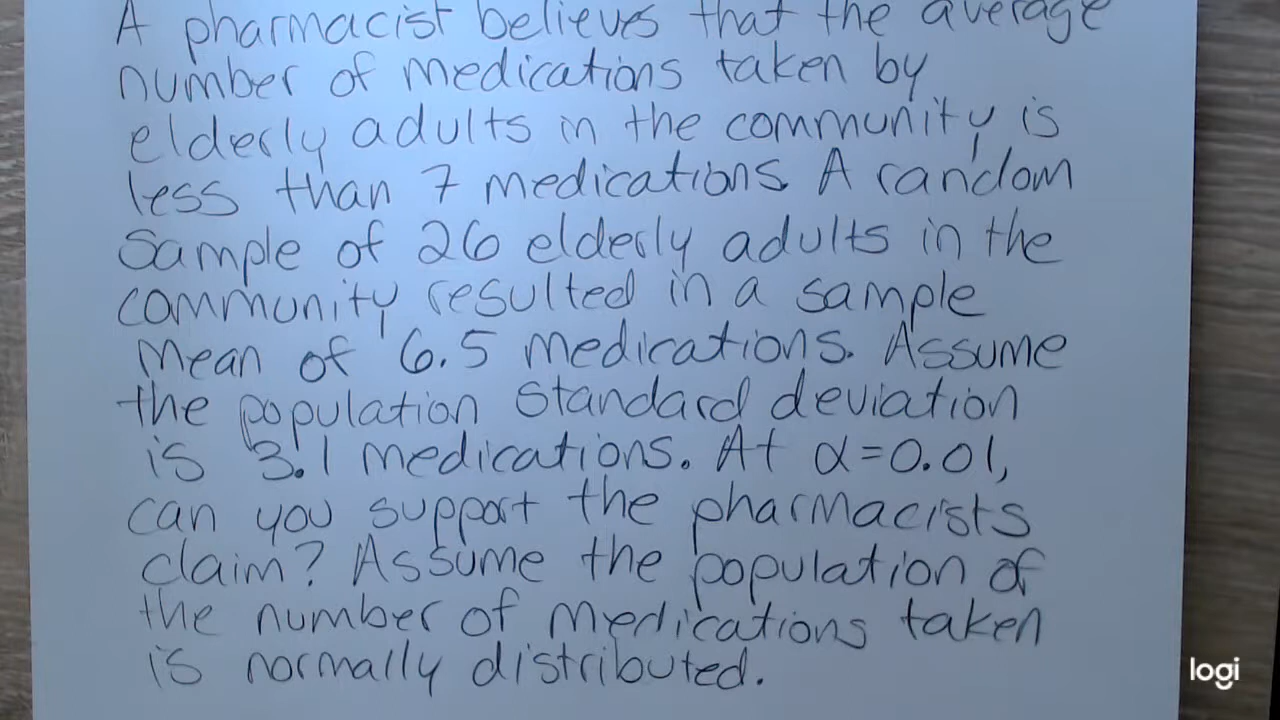 A pharmacist believes that the average
number of medications taken by
elderly adults in the community is
less than 7 medications. A random
Sample of 26 elderly adults in the
community resulted in a sample
mean of 6.5 medications. Assume
the population standard deviation
is 3.1 medications. At α=0.01,
can you support the pharmacists
claim? Assume the population of
the number of medications taken
is normally distributed.
logi